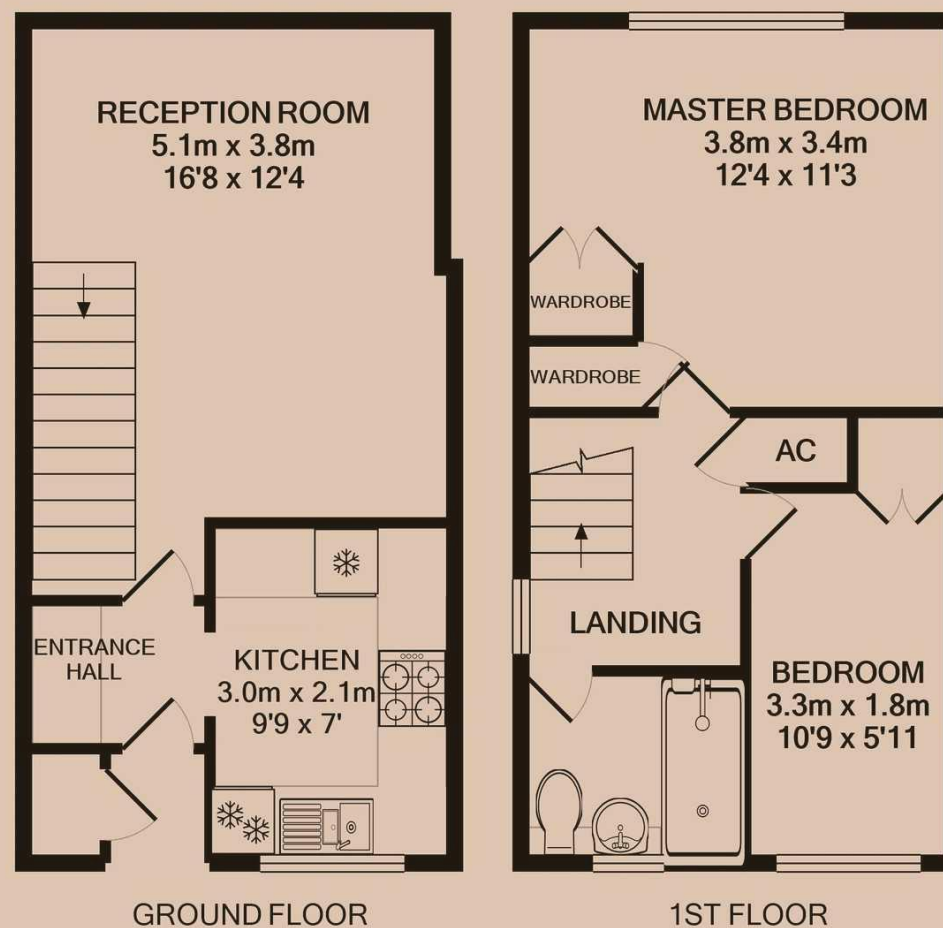 RECEPTION ROOM
5.1m x 3.8m
16'8 x 12'4
ENTRANCE
HALL
KITCHEN
3.0m x 2.1m
9'9 x 7'
GROUND FLOOR
MASTER BEDROOM
3.8m x 3.4m
12'4 x 11'3
WARDROBE
WARDROBE
AC
LANDING
BEDROOM
3.3m x 1.8m
10'9 x 5'11
1ST FLOOR